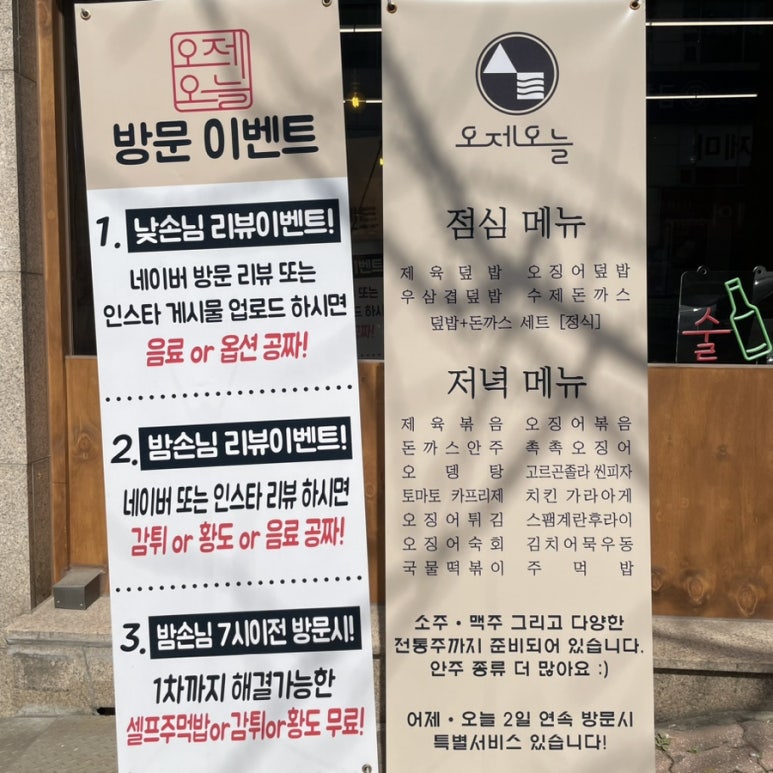 오제
오늘
방문 이벤트
1. 낮손님 리뷰이벤트!
네이버 방문 리뷰 또는
인스타 게시물 업로드 하시면
음료 or 옵션 공짜!
2. 밤손님 리뷰이벤트!
네이버 또는 인스타 리뷰 하시면
감튀 or 황도 or 음료 공짜!
3. 밤손님 7시이전 방문시!
1차까지 해결가능한
셀프주먹밥or감튀or황도 무료!
오제오늘
점심 메뉴
제육덮밥 오징어덮밥
우삼겹덮밥 수제돈까스
덮밥+돈까스 세트 [정식]
저녁 메뉴
제육볶음 오징어볶음
돈까스안주 촉촉오징어
오뎅탕 고르곤졸라 씬피자
토마토 카프리제 치킨 가라아게
오징어튀김 스팸계란후라이
오징어숙회 김치어묵우동
국물떡볶이 주먹밥
소주・맥주 그리고 다양한
전통주까지 준비되어 있습니다.
안주 종류 더 많아요 :)
어제・오늘 2일 연속 방문시
특별서비스 있습니다!
술